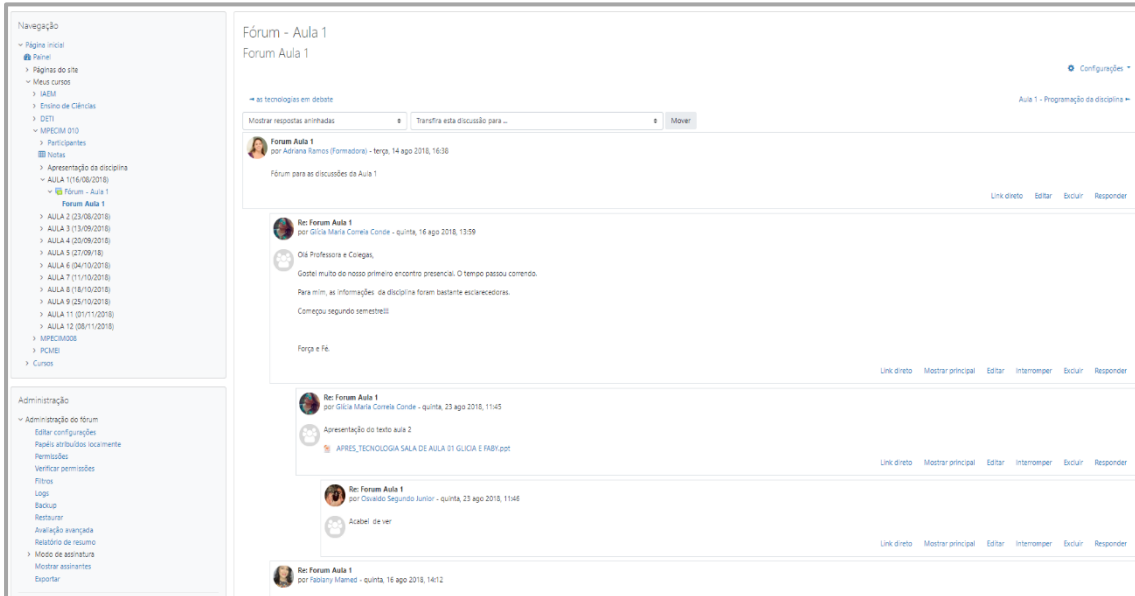 Navegação
Página inicial
Painel
Páginas do site
Meus cursos
IAEM
Ensino de Ciências
DETI
MPECIM 010
Participantes
Notas
Apresentação da disciplina
AULA 1(16/08/2018)
Fórum - Aula 1
Forum Aula 1
AULA 2 (23/08/2018)
AULA 3 (13/09/2018)
AULA 4 (20/09/2018)
AULA 5 (27/09/18)
AULA 6 (04/10/2018)
AULA 7 (11/10/2018)
AULA 8 (18/10/2018)
AULA 9 (25/10/2018)
AULA 11 (01/11/2018)
AULA 12 (08/11/2018)
MPECIM008
PCMEI
Cursos
Administração
Administração do fórum
Editar configurações
Papéis atribuídos localmente
Permissões
Verificar permissões
Filtros
Logs
Backup
Restaurar
Avaliação avançada
Relatório de resumo
Modo de assinatura
Mostrar assinantes
Exportar
Fórum - Aula 1
Forum Aula 1
Configurações
as tecnologias em debate
Aula 1 - Programação da disciplina
Mostrar respostas aninhadas
Transfira esta discussão para ...
Mover
Forum Aula 1
por Adriana Ramos (Formadora) - terça, 14 ago 2018, 16:38
Fórum para as discussões da Aula 1
Link direto Editar Excluir Responder
Re: Forum Aula 1
por Glícia Maria Correia Conde - quinta, 16 ago 2018, 13:59
Olá Professora e Colegas,
Gostei muito do nosso primeiro encontro presencial. O tempo passou correndo.
Para mim, as informações da disciplina foram bastante esclarecedoras.
Começou segundo semestre
Força e Fé.
Link direto Mostrar principal Editar Interromper Excluir Responder
Re: Forum Aula 1
por Glícia Maria Correia Conde - quinta, 23 ago 2018, 11:45
Apresentação do texto aula 2
APRES_TECNOLOGIA SALA DE AULA 01 GLICIA E FABY.ppt
Link direto Mostrar principal Editar Interromper Excluir Responder
Re: Forum Aula 1
por Osvaldo Segundo Junior - quinta, 23 ago 2018, 11:46
Acabei de ver
Link direto Mostrar principal Editar Interromper Excluir Responder
Re: Forum Aula 1
por Fabiany Mamed - quinta, 16 ago 2018, 14:12